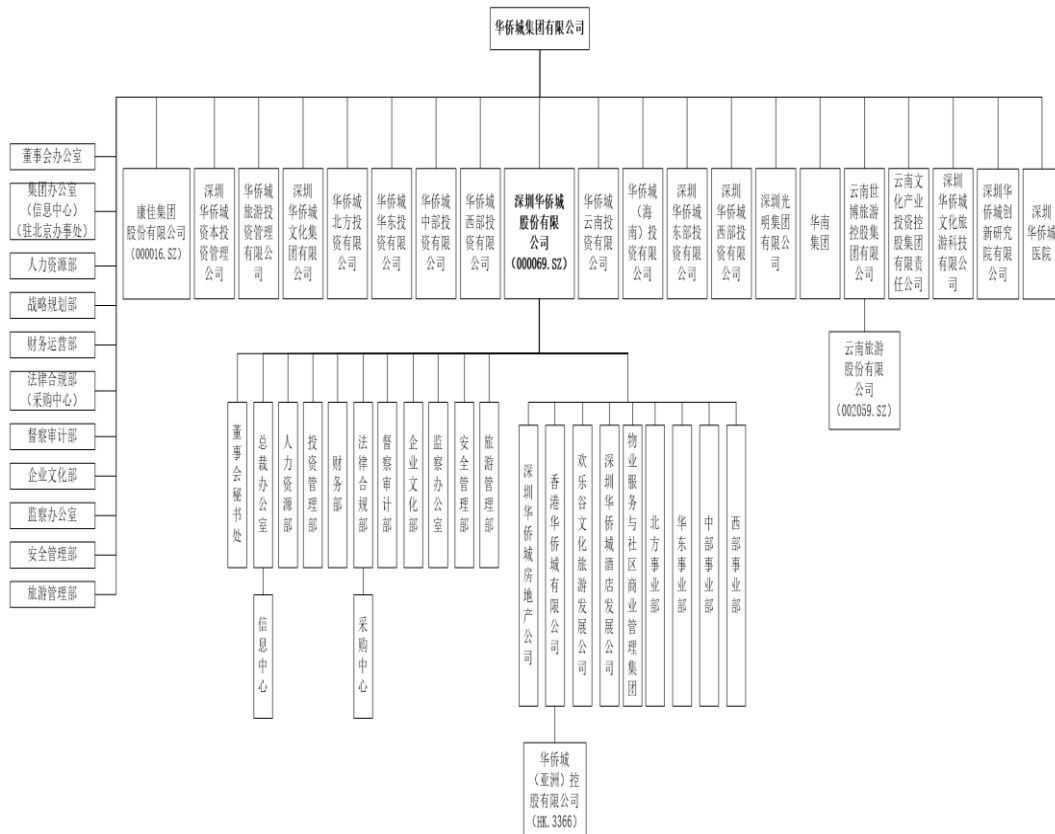 华侨城集团有限公司
董事会办公室
集团办公室
(信息中心)
(驻北京办事处)
人力资源部
战略规划部
财务运营部
法律合规部
(采购中心)
督察审计部
企业文化部
监察办公室
安全管理部
旅游管理部
康佳集团
股份有限公司
(000016.SZ)
深圳
华侨城
资本投
资管理
公司
华侨城
旅游投
资管理
有限公
司
深圳
华侨城
文化集
团有限
公司
华侨城
北方投
资有限
公司
华侨城
华东投
资有限
公司
华侨城
中部投
资有限
公司
华侨城
西部投
资有限
公司
深圳华侨城
股份有限
公司
(000069.SZ)
华侨城
云南投
资有限
公司
华侨城
(海
南)投
资有限
公司
深圳
华侨城
东部投
资有限
公司
深圳
华侨城
西部投
资有限
公司
深圳光
明集团
有限公
司
华南
集团
云南世
博旅游
控股集
团有限
公司
云南文
化产业
投资控
股集团
有限责
任公司
深圳
华侨城
文化旅
游科技
有限公
司
深圳华
侨城创
新研究
院有限
公司
深圳
华侨城
医院
云南旅游
股份有限
公司
(002059.SZ)
董事会秘书处
总裁办公室
人力资源部
投资管理部
财务部
法律合规部
督察审计部
企业文化部
监察办公室
安全管理部
旅游管理部
信息中心
采购中心
深圳华侨城房地产公司
香港华侨城有限公司
欢乐谷文化旅游发展公司
深圳华侨城酒店发展公司
物业服务与社区商业管理集团
北方事业部
华东事业部
中部事业部
西部事业部
华侨城
(亚洲)控
股有限公司
(HK.3366)